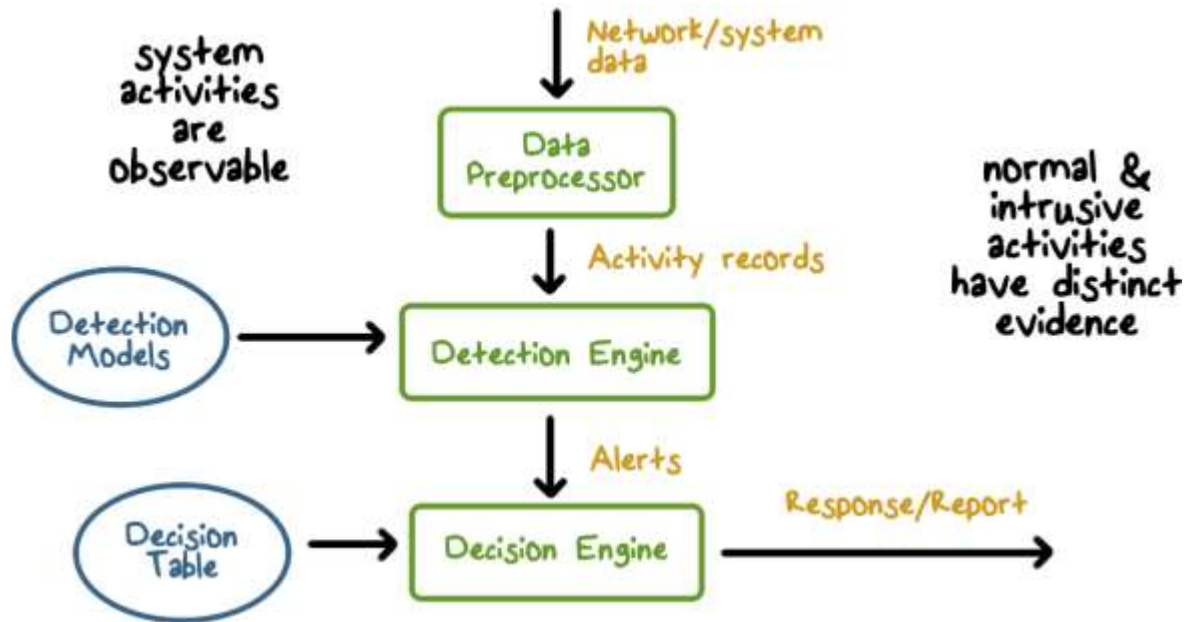 system
activities
are
observable
Network/system
data
Data
Preprocessor
normal &
intrusive
activities
have distinct
evidence
Activity records
Detection
Models
Detection Engine
Alerts
Response/Report
Decision
Table
Decision Engine